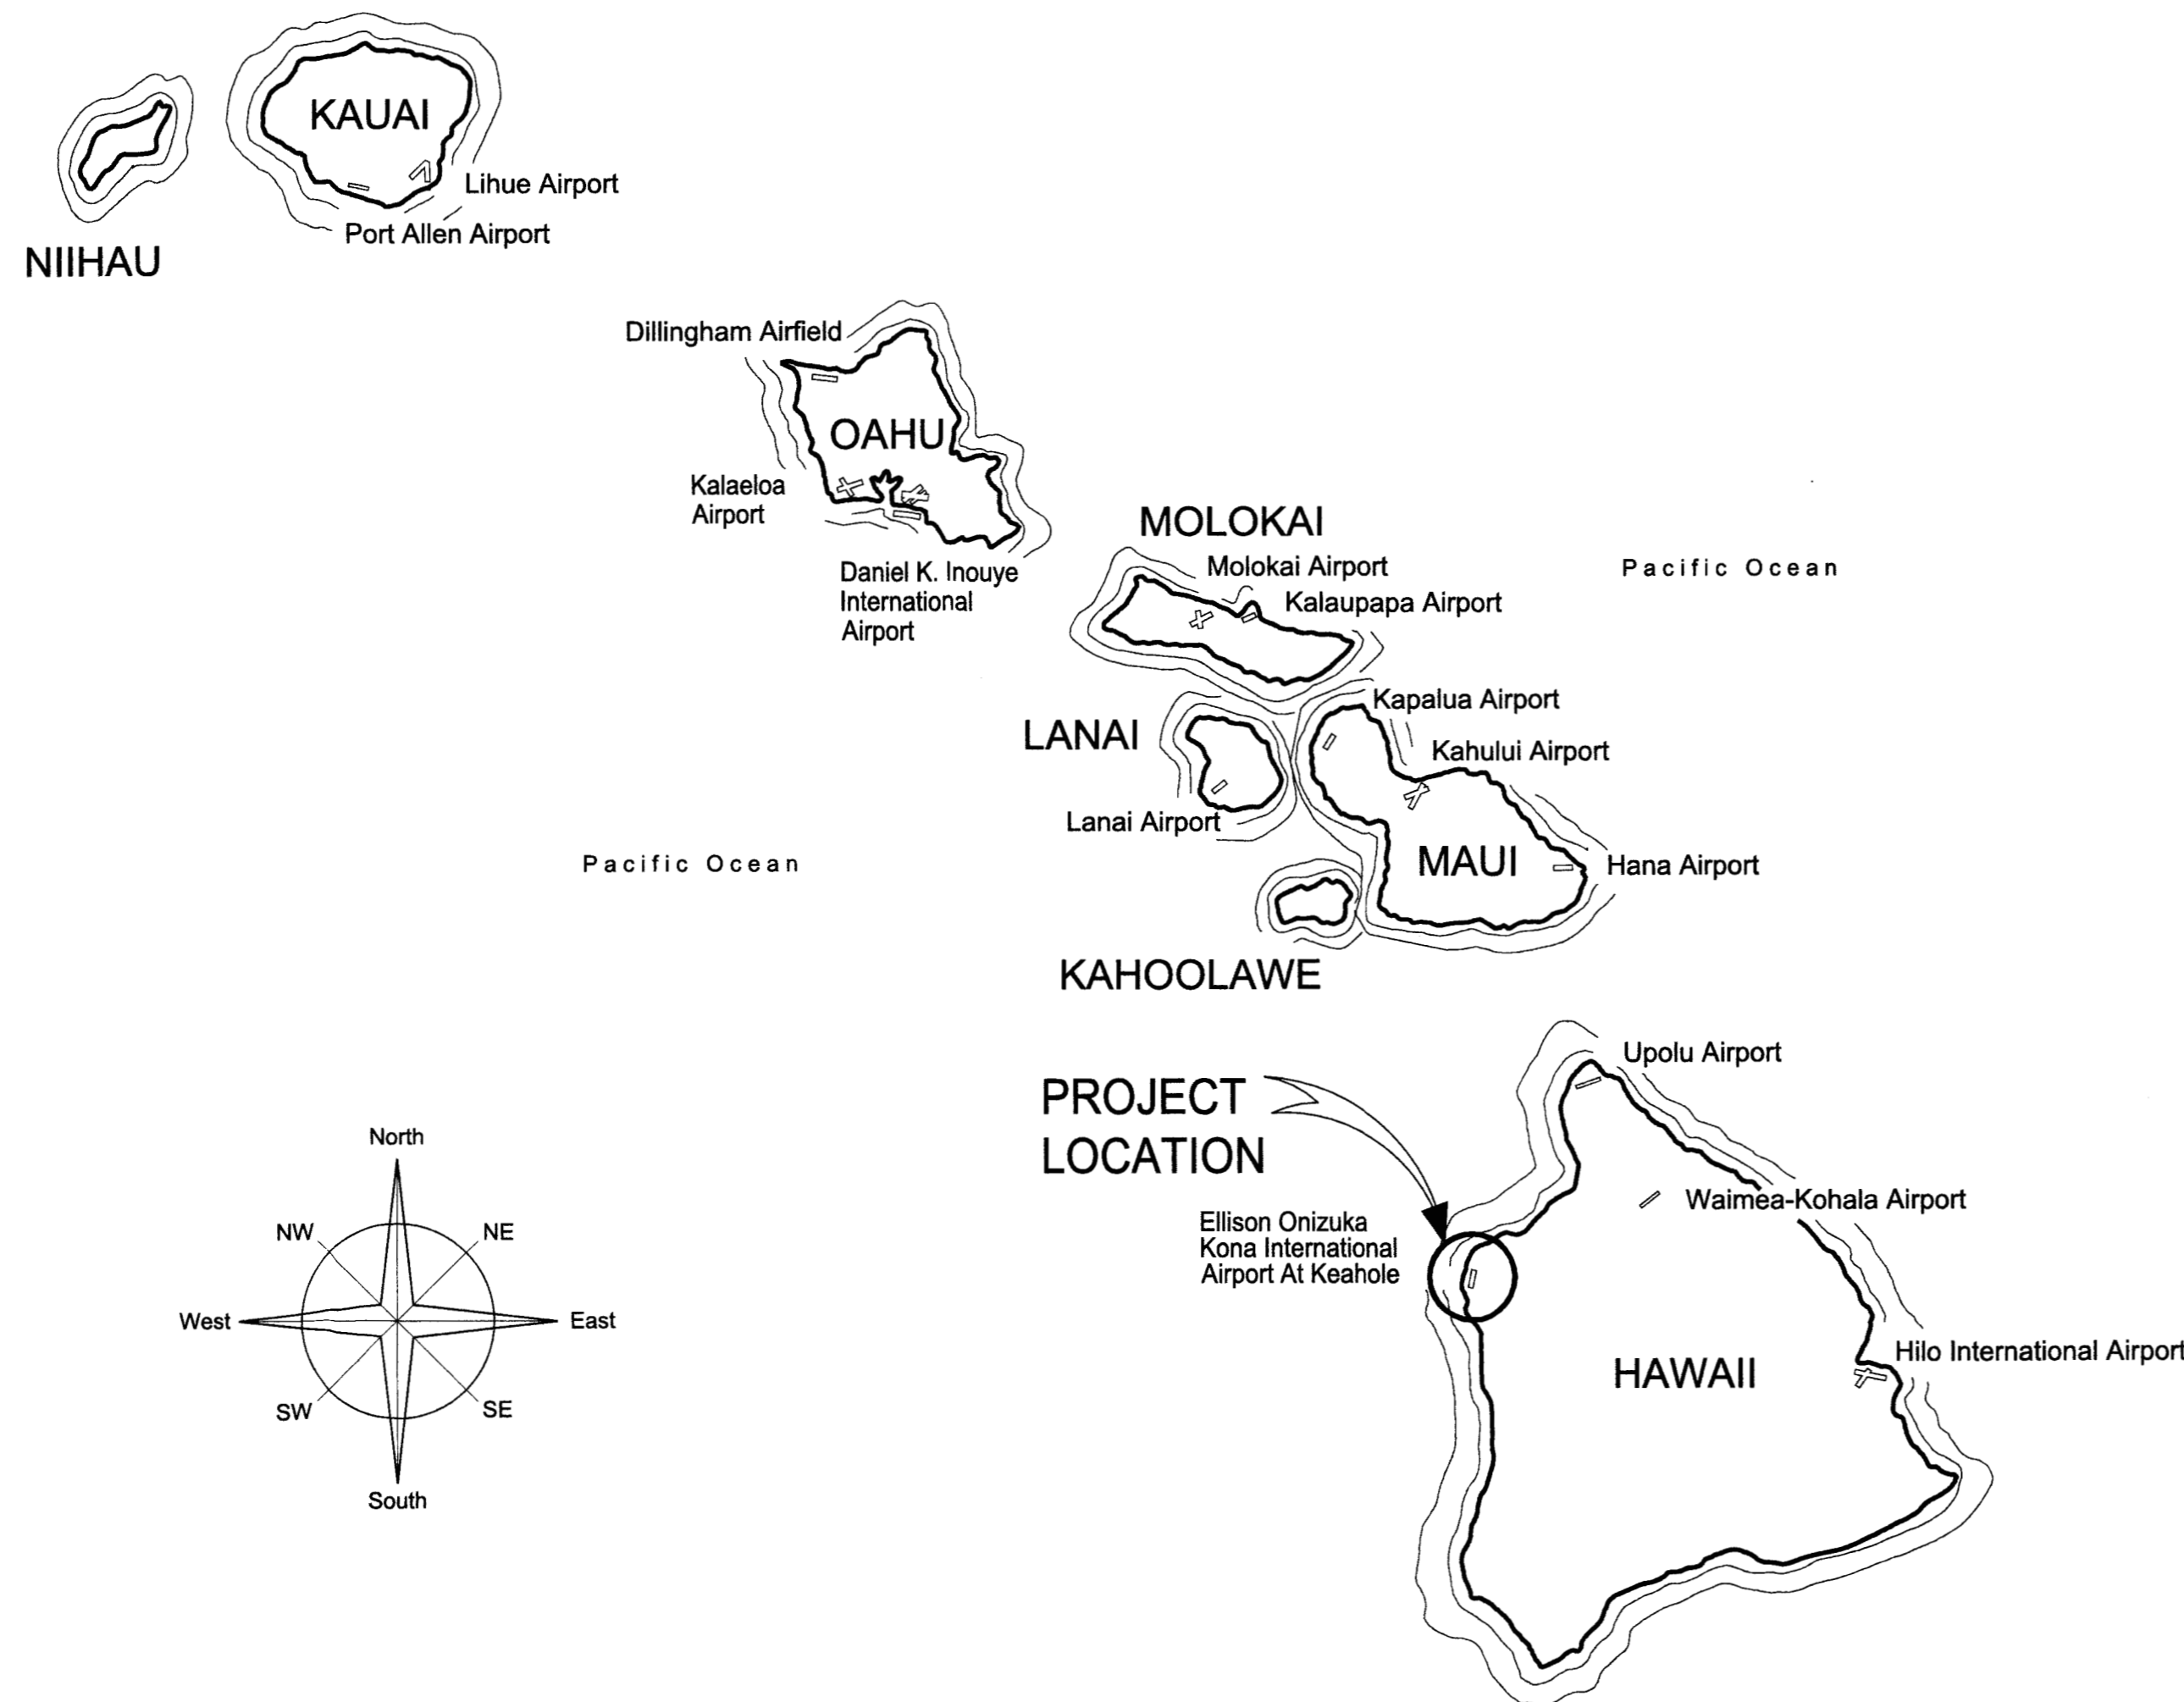 KAUAI
Lihue Airport
Port Allen Airport
NIIHAU
Dillingham Airfield
OAHU
Kalaeloa
Airport
Daniel K. Inouye
International
Airport
MOLOKAI
Molokai Airport
Kalaupapa Airport
Pacific Ocean
Kapalua Airport
LANAI
Kahului Airport
Lanai Airport
MAUI
Hana Airport
Pacific Ocean
KAHOOLAWE
Upolu Airport
PROJECT
LOCATION
Waimea-Kohala Airport
Ellison Onizuka
Kona International
Airport At Keahole
HAWAII
Hilo International Airport
North
NW
NE
West
East
SW
SE
South